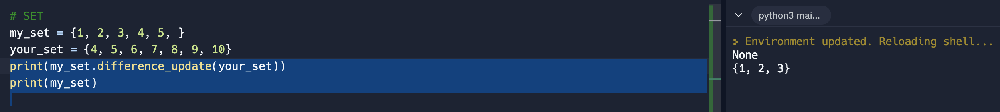 # SET
my_set = {1, 2, 3, 4, 5, }
your_set = {4, 5, 6, 7, 8, 9, 10}
print(my_set.difference_update(your_set))
print(my_set)
python3 mai...
Environment updated. Reloading shell...
None
{1, 2, 3}